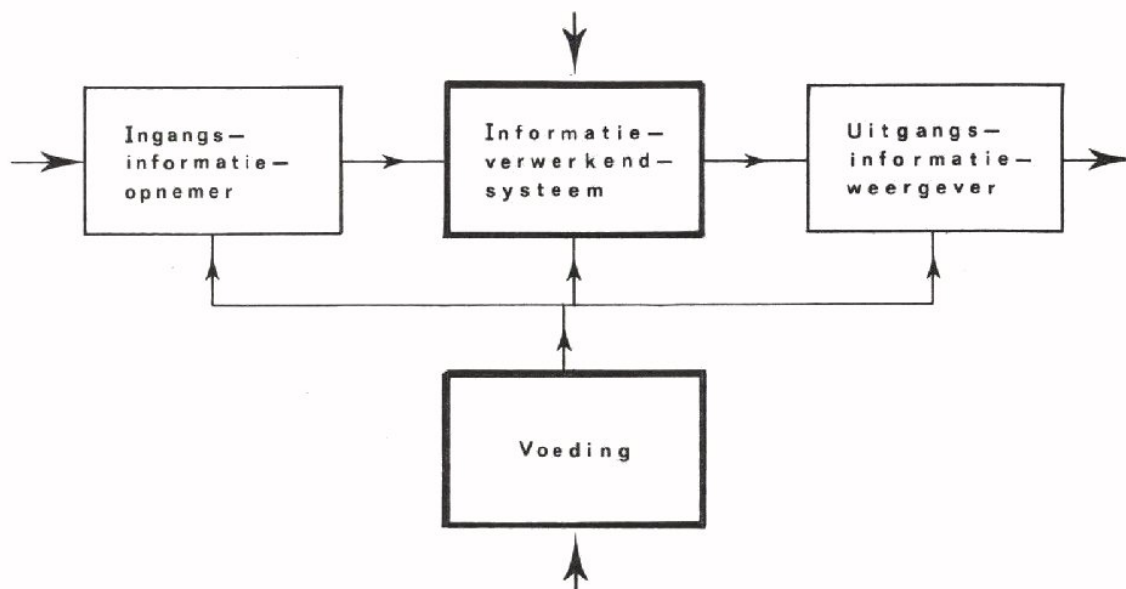 Ingangs—
informatie—
opnemer
Informatie—
verwerkend—
systeem
Uitgangs—
informatie—
weergever
Voeding